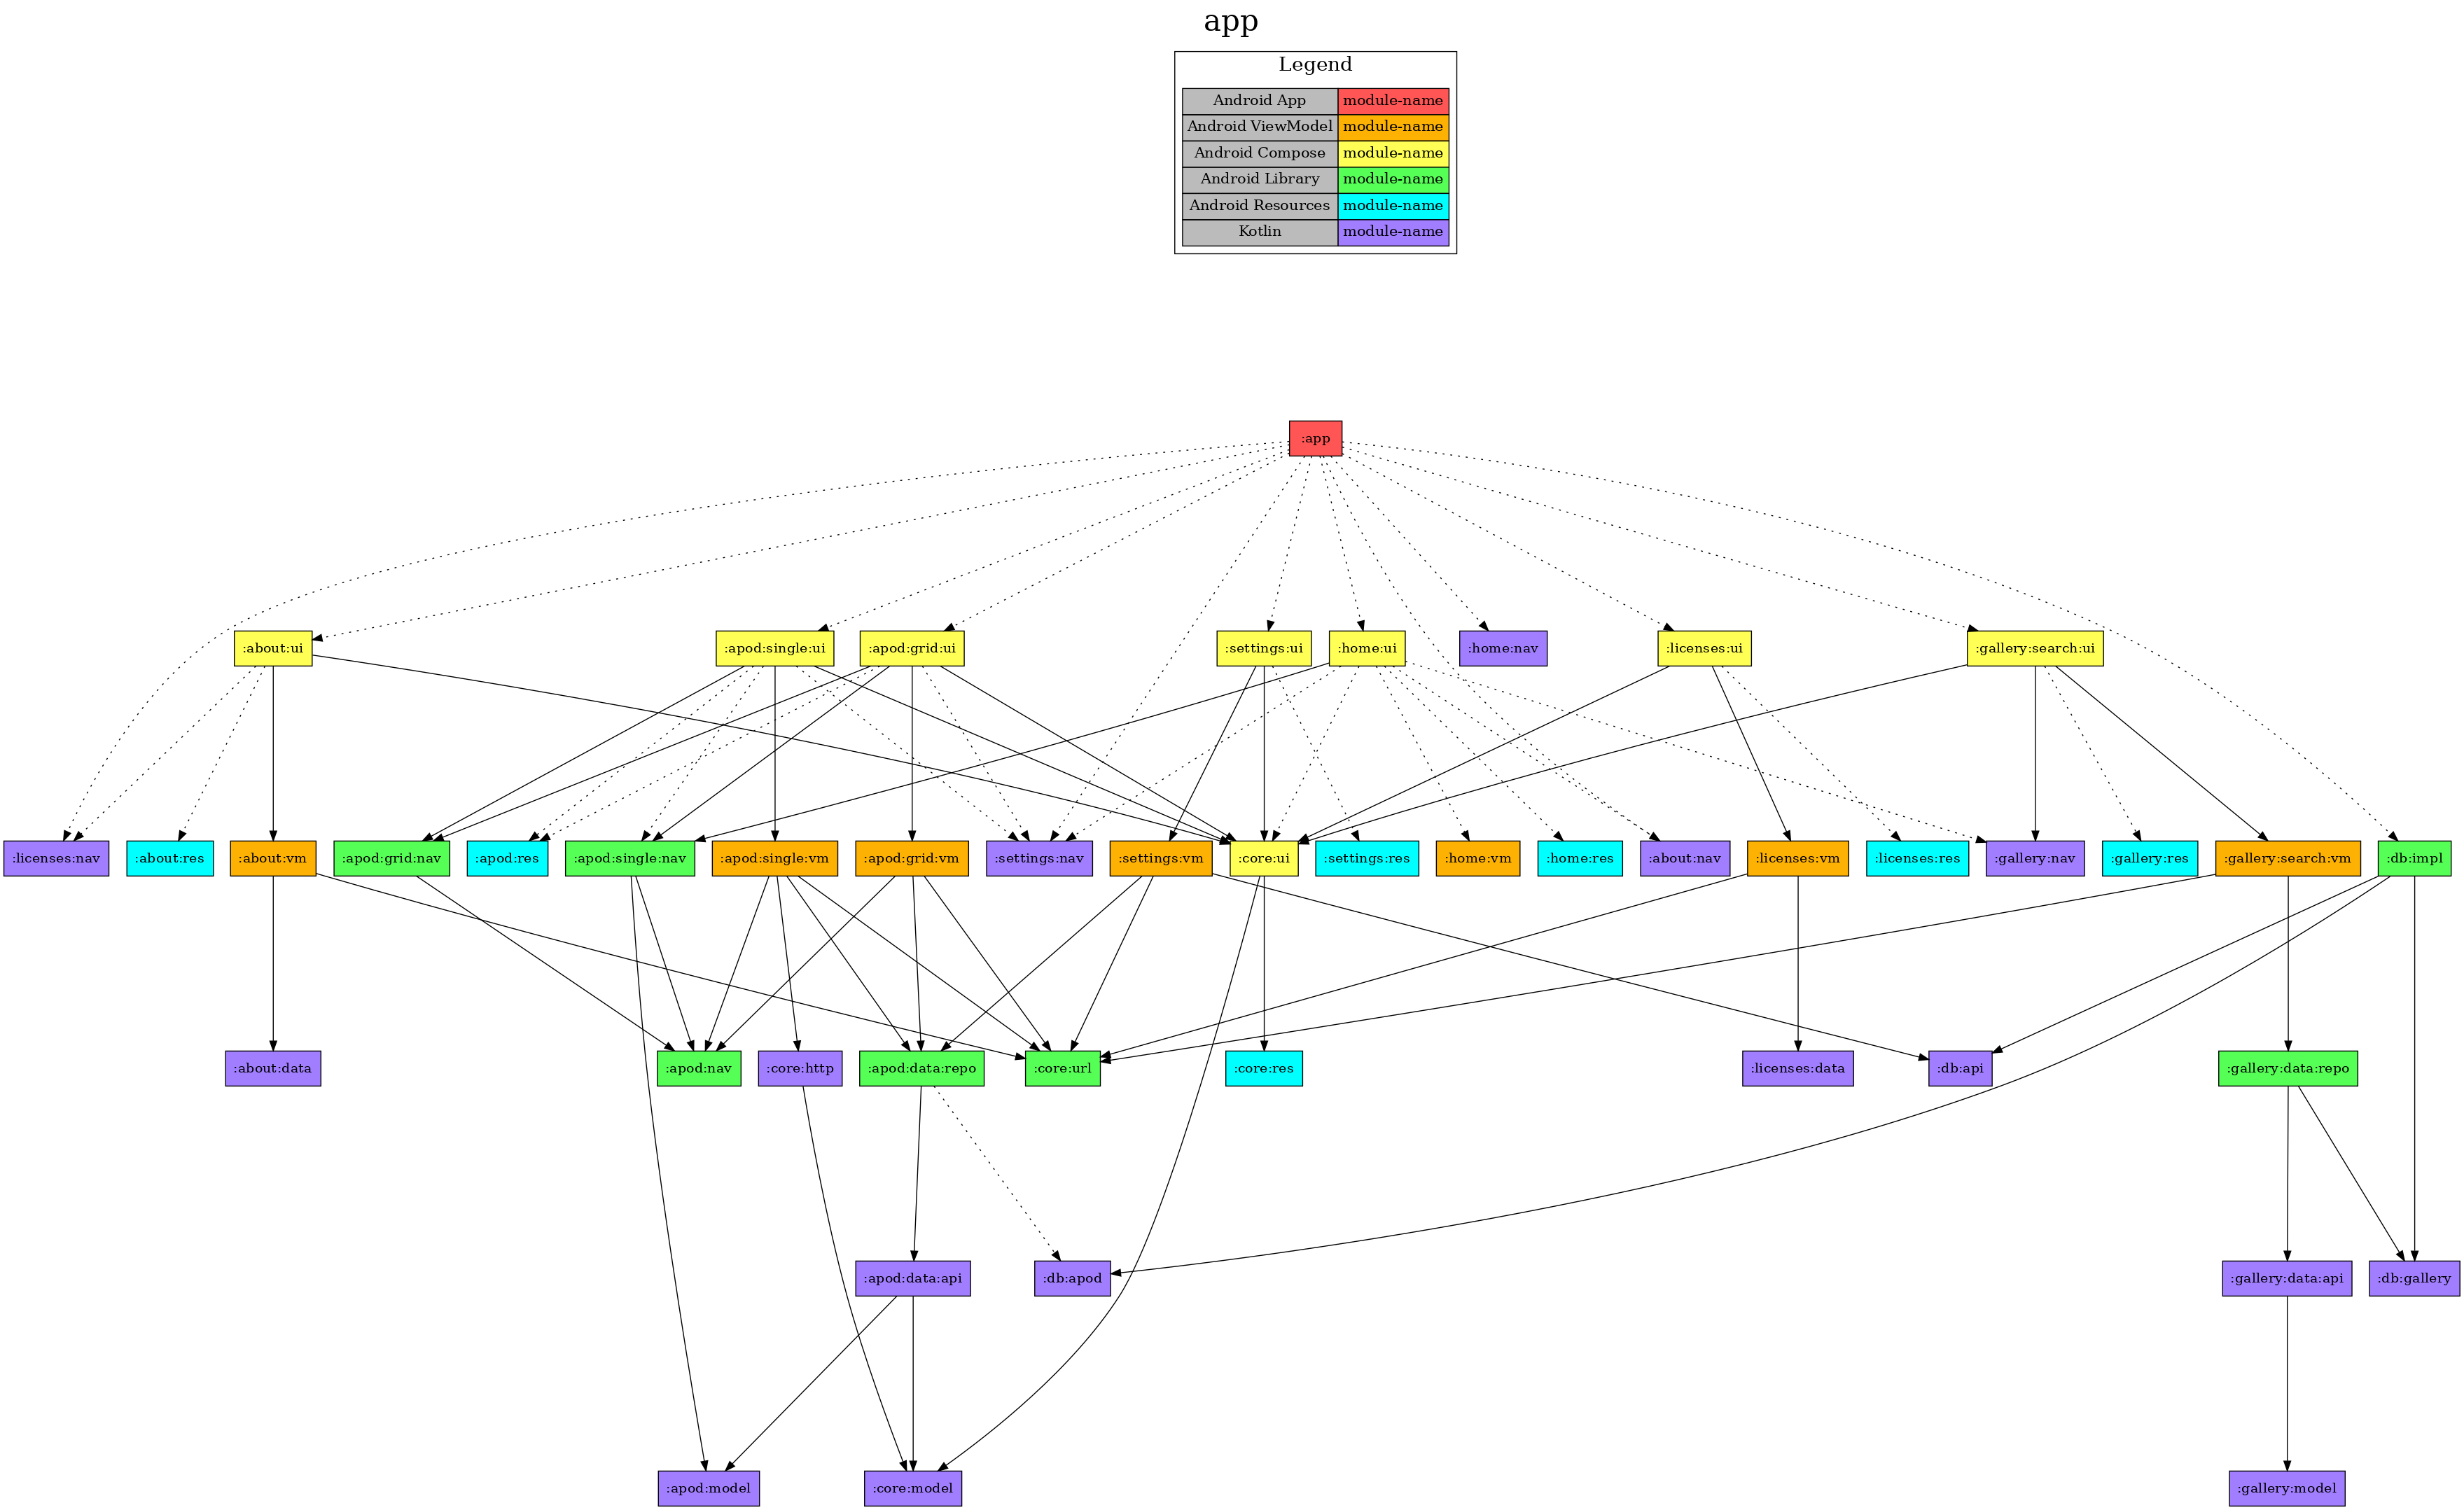 app
Legend
Android App module-name
Android ViewModel module-name
Android Compose module-name
Android Library module-name
Android Resources module-name
Kotlin module-name
:app
:about:ui
:apod:single:ui
:apod:grid:ui
:settings:ui
:home:ui
:home:nav
:licenses:ui
:gallery:search:ui
:licenses:nav
:about:res
:about:vm
:apod:grid:nav
:apod:res
:apod:single:nav
:apod:single:vm
:apod:grid:vm
:settings:nav
:settings:vm
:core:ui
:settings:res
:home:vm
:home:res
:about:nav
:licenses:vm
:licenses:res
:gallery:nav
:gallery:res
:gallery:search:vm
:db:impl
:about:data
:apod:nav
:core:http
:apod:data:repo
:core:url
:core:res
:licenses:data
:db:api
:gallery:data:repo
:apod:data:api
:db:apod
:gallery:data:api
:db:gallery
:apod:model
:core:model
:gallery:model